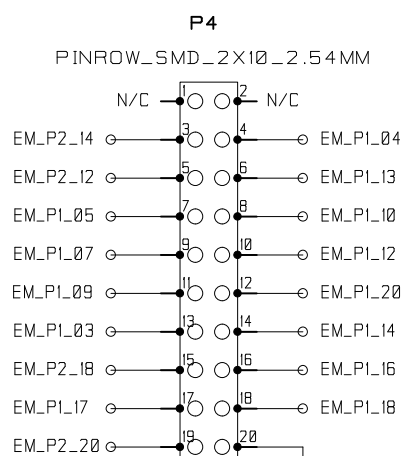 P4
PINROW_SMD_2X10_2.54MM
N/C 1 2 N/C
EM_P2_14 3 4 EM_P1_04
EM_P2_12 5 6 EM_P1_13
EM_P1_05 7 8 EM_P1_10
EM_P1_07 9 10 EM_P1_12
EM_P1_09 11 12 EM_P1_20
EM_P1_03 13 14 EM_P1_14
EM_P2_18 15 16 EM_P1_16
EM_P1_17 17 18 EM_P1_18
EM_P2_20 19 20